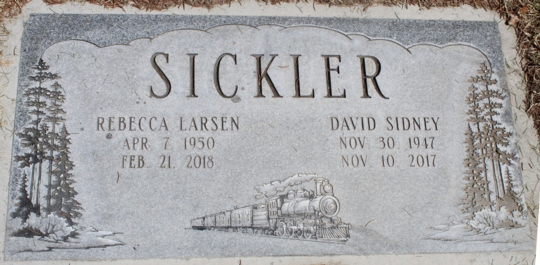 SICKLER
REBECCA LARSEN
APR 7 1950
FEB 21 2018
DAVID SIDNEY
NOV 30 1947
NOV 10 2017